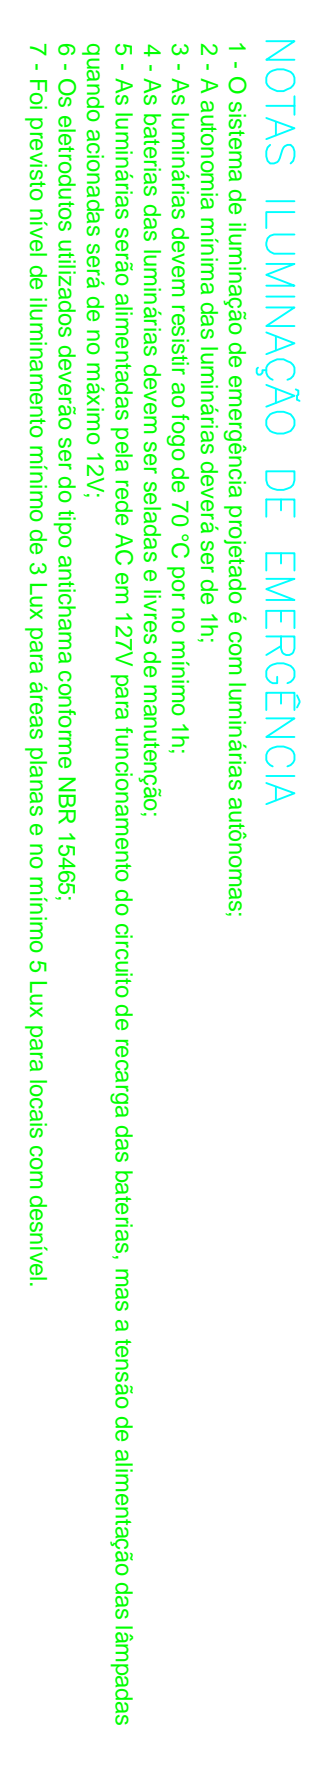 NOTAS ILUMINAÇÃO DE EMERGÊNCIA
1 - O sistema de iluminação de emergência projetado é com luminárias autônomas;
2 - A autonomia mínima das luminárias deverá ser de 1h;
3 - As luminárias devem resistir ao fogo de 70 °C por no mínimo 1h;
4 - As baterias das luminárias devem ser seladas e livres de manutenção;
5 - As luminárias serão alimentadas pela rede AC em 127V para funcionamento do circuito de recarga das baterias, mas a tensão de alimentação das lâmpadas
quando acionadas será de no máximo 12V;
6 - Os eletrodutos utilizados deverão ser do tipo antichama conforme NBR 15465;
7 - Foi previsto nível de iluminamento mínimo de 3 Lux para áreas planas e no mínimo 5 Lux para locais com desnível.